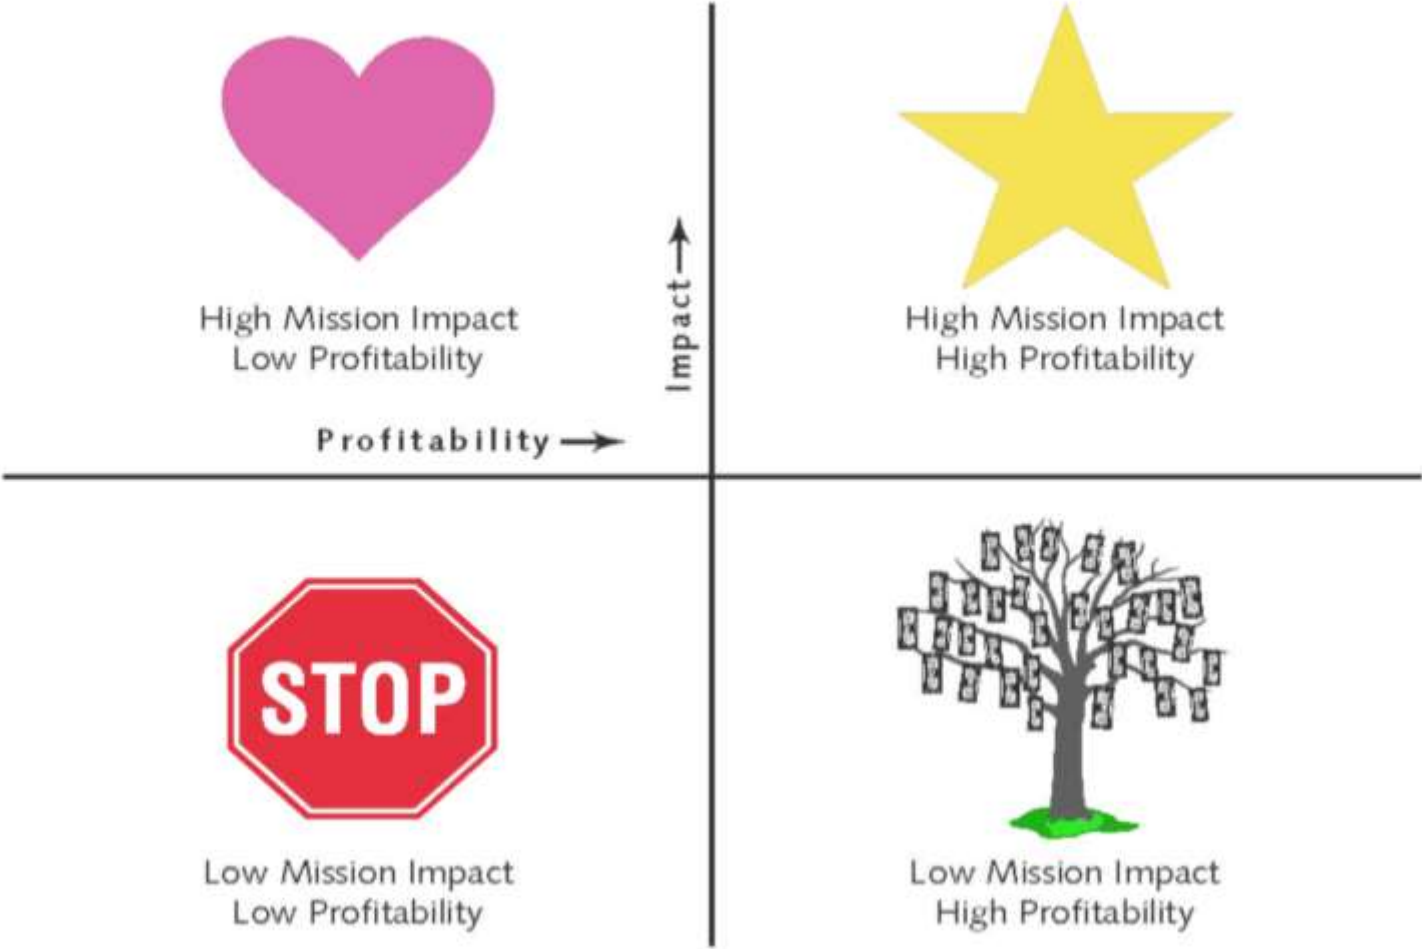 High Mission Impact
Low Profitability
Profitability
Impact
High Mission Impact
High Profitability
STOP
Low Mission Impact
Low Profitability
Low Mission Impact
High Profitability